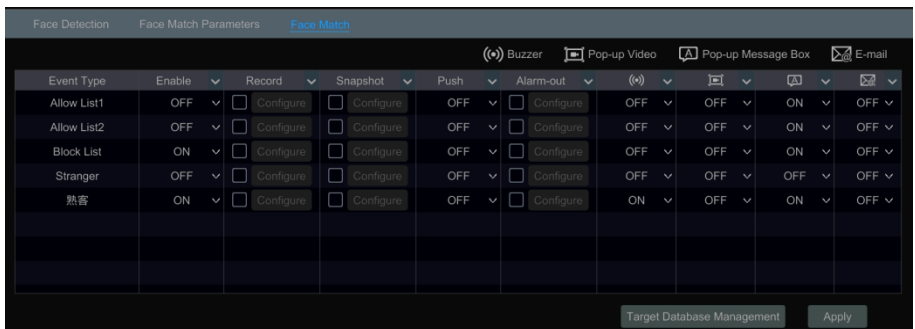 Face Detection Face Match Parameters Face Match
Buzzer Pop-up Video Pop-up Message Box E-mail
Event Type Enable Record Snapshot Push Alarm-out
Allow List1 OFF Configure Configure OFF Configure OFF OFF ON OFF
Allow List2 OFF Configure Configure OFF Configure OFF OFF ON OFF
Block List ON Configure Configure OFF Configure OFF OFF ON OFF
Stranger OFF Configure Configure OFF Configure OFF OFF OFF OFF
熟客 ON Configure Configure OFF Configure ON OFF ON OFF
Target Database Management Apply